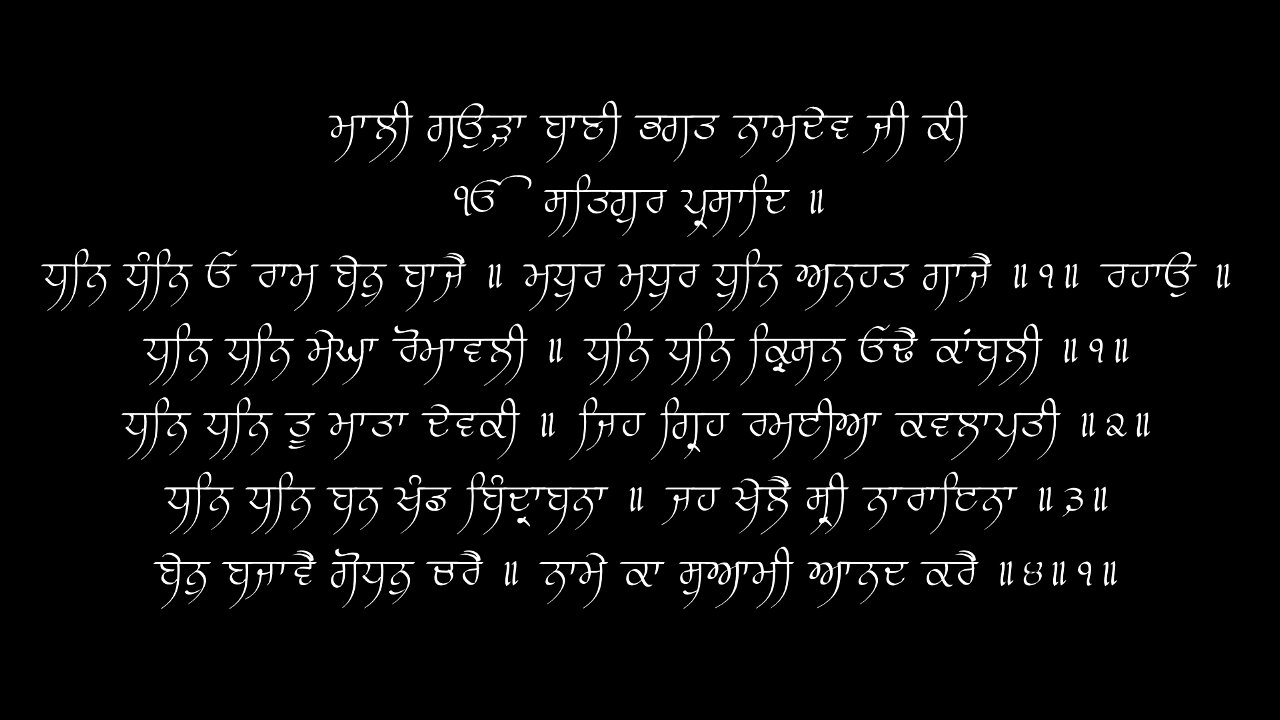 ਮਾਲੀ ਗਉੜਾ ਬਾਣੀ ਭਗਤ ਨਾਮਦੇਵ ਜੀ ਕੀ
ੴ ਸਤਿਗੁਰ ਪ੍ਰਸਾਦਿ ॥
ਧਨਿ ਧੰਨਿ ਓ ਰਾਮ ਬੇਨੁ ਬਾਜੈ ॥ ਮਧੁਰ ਮਧੁਰ ਧੁਨਿ ਅਨਹਤ ਗਾਜੈ ॥੧॥ ਰਹਾਉ ॥
ਧਨਿ ਧਨਿ ਮੇਘਾ ਰੋਮਾਵਲੀ ॥ ਧਨਿ ਧਨਿ ਕ੍ਰਿਸਨ ਓਢੈ ਕਾਂਬਲੀ ॥੧॥
ਧਨਿ ਧਨਿ ਤੂ ਮਾਤਾ ਦੇਵਕੀ ॥ ਜਿਹ ਗ੍ਰਿਹ ਰਮਈਆ ਕਵਲਾਪਤੀ ॥੨॥
ਧਨਿ ਧਨਿ ਬਨ ਖੰਡ ਬਿੰਦ੍ਰਾਬਨਾ ॥ ਜਹ ਖੇਲੈ ਸ੍ਰੀ ਨਾਰਾਇਨਾ ॥੩॥
ਬੇਨੁ ਬਜਾਵੈ ਗੋਧਨੁ ਚਰੈ ॥ ਨਾਮੇ ਕਾ ਸੁਆਮੀ ਆਨਦ ਕਰੈ ॥੪॥੧॥